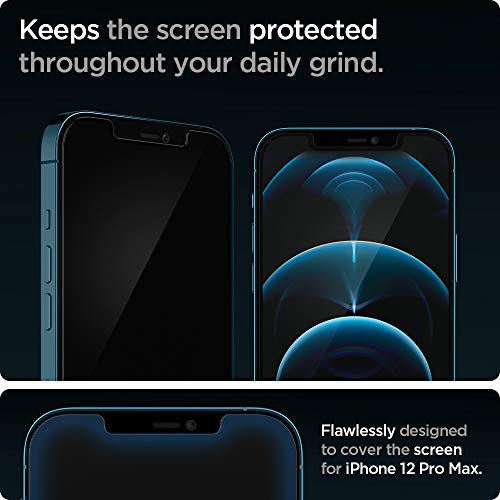 Keeps the screen protected
throughout your daily grind.
Flawlessly designed
to cover the screen
for iPhone 12 Pro Max.